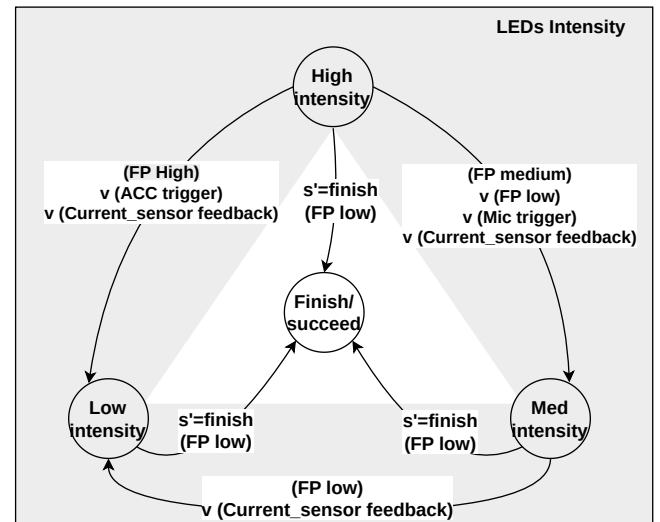 LEDs Intensity
High
intensity
(FP High)
v (ACC trigger)
v (Current_sensor feedback)
s'=finish
(FP low)
(FP medium)
v (FP low)
v (Mic trigger)
v (Current_sensor feedback)
Finish/
succeed
Low
intensity
s'=finish
(FP low)
s'=finish
(FP low)
Med
intensity
(FP low)
v (Current_sensor feedback)